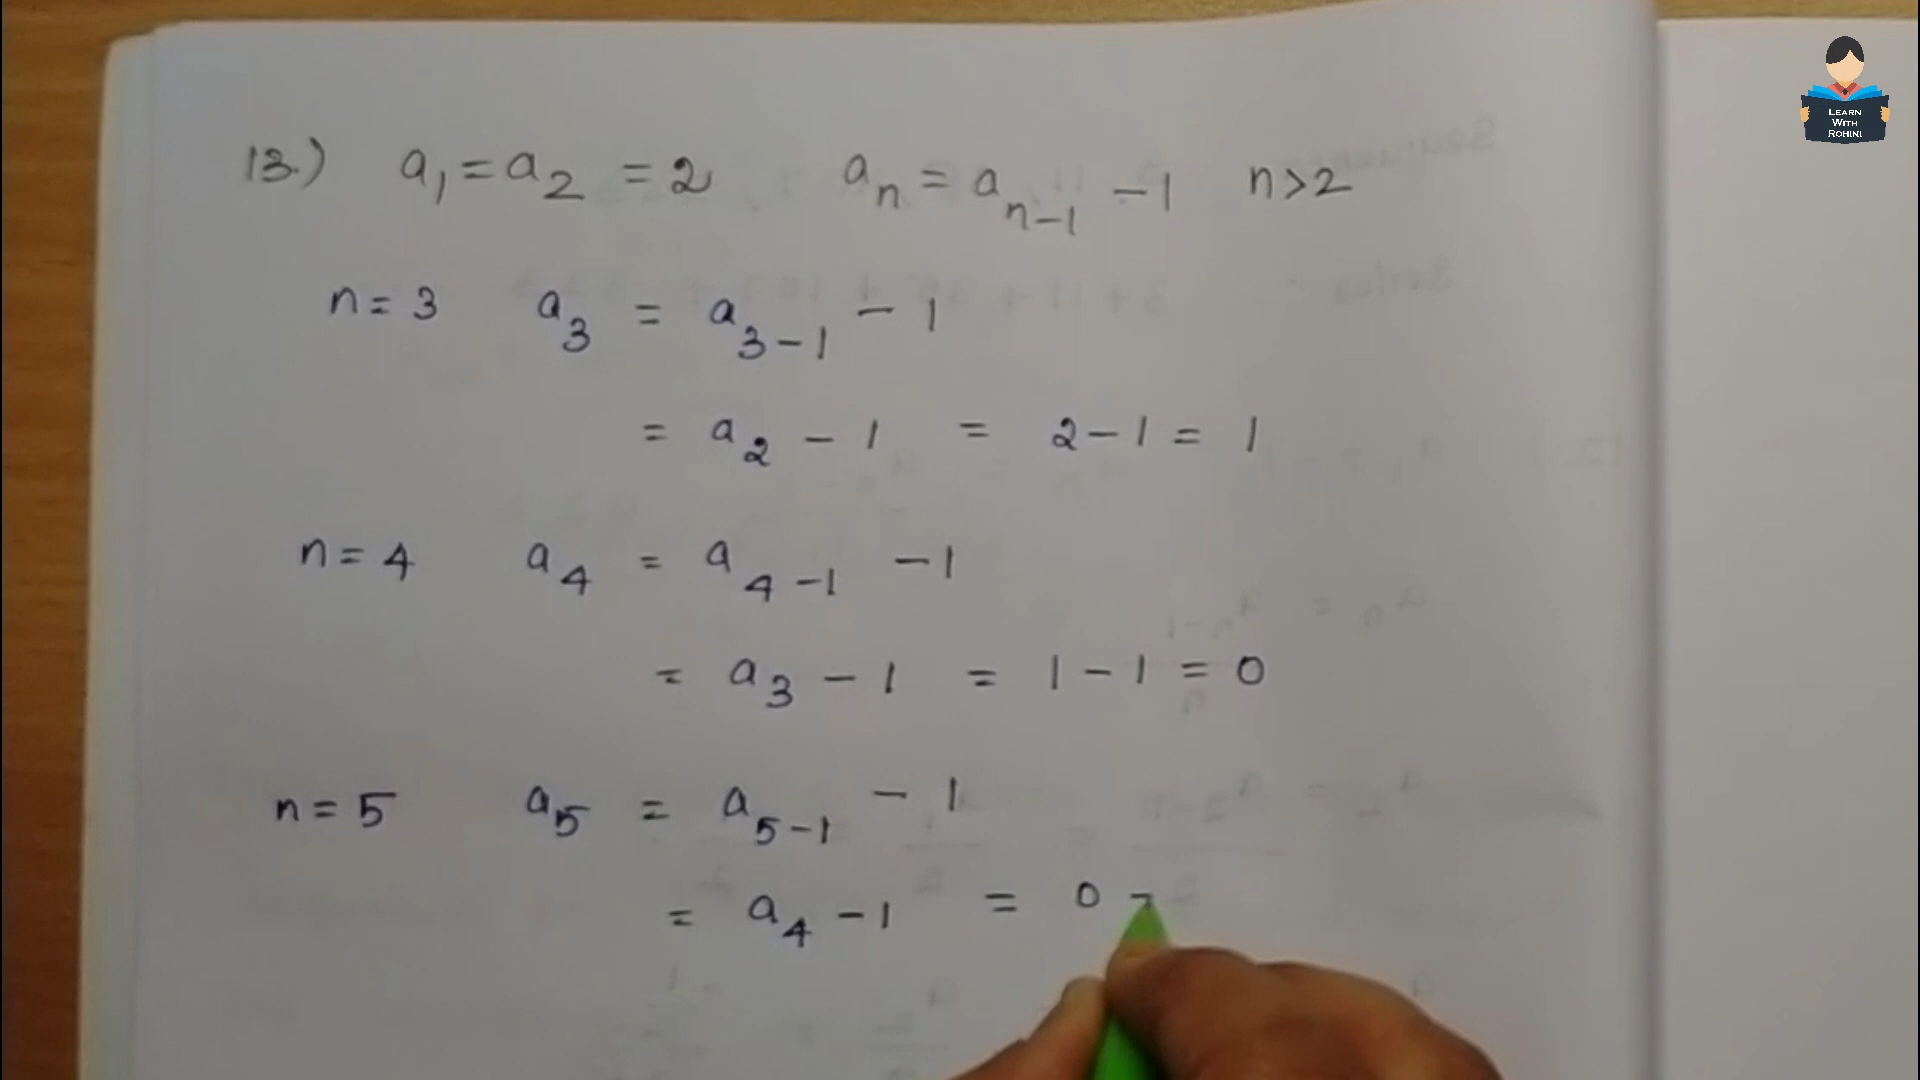 13.) a₁ = a₂ = 2 aₙ = aₙ₋₁ - 1 n>2
n = 3 a₃ = a₃₋₁ - 1
= a₂ - 1 = 2 - 1 = 1
n = 4 a₄ = a₄₋₁ - 1
= a₃ - 1 = 1 - 1 = 0
n = 5 a₅ = a₅₋₁ - 1
= a₄ - 1 = 0 -
LEARN
WITH
ROHINI